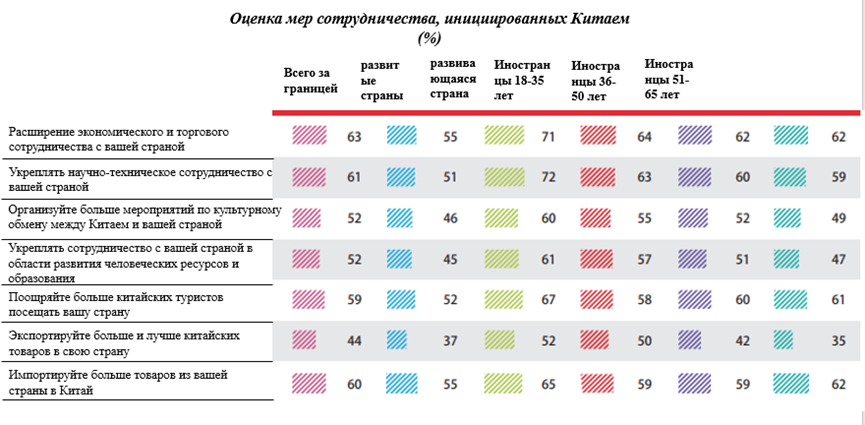 Оценка мер сотрудничества, инициированных Китаем
(%)
Всего за
границей
развит
ые
страны
развива
ющаяся
страна
Иностран
цы 18-35
лет
Иностра
нцы 36-
50 лет
Иностра
нцы 51-
65 лет
Расширение экономического и торгового
сотрудничества с вашей страной
63 55 71 64 62 62
Укреплять научно-техническое сотрудничество с
вашей страной
61 51 72 63 60 59
Организуйте больше мероприятий по культурному
обмену между Китаем и вашей страной
52 46 60 55 52 49
Укреплять сотрудничество с вашей страной в
области развития человеческих ресурсов и
образования
52 45 61 57 51 47
Поощряйте больше китайских туристов
посещать вашу страну
59 52 67 58 60 61
Экспортируйте больше и лучше китайских
товаров в свою страну
44 37 52 50 42 35
Импортируйте больше товаров из вашей
страны в Китай
60 55 65 59 59 62